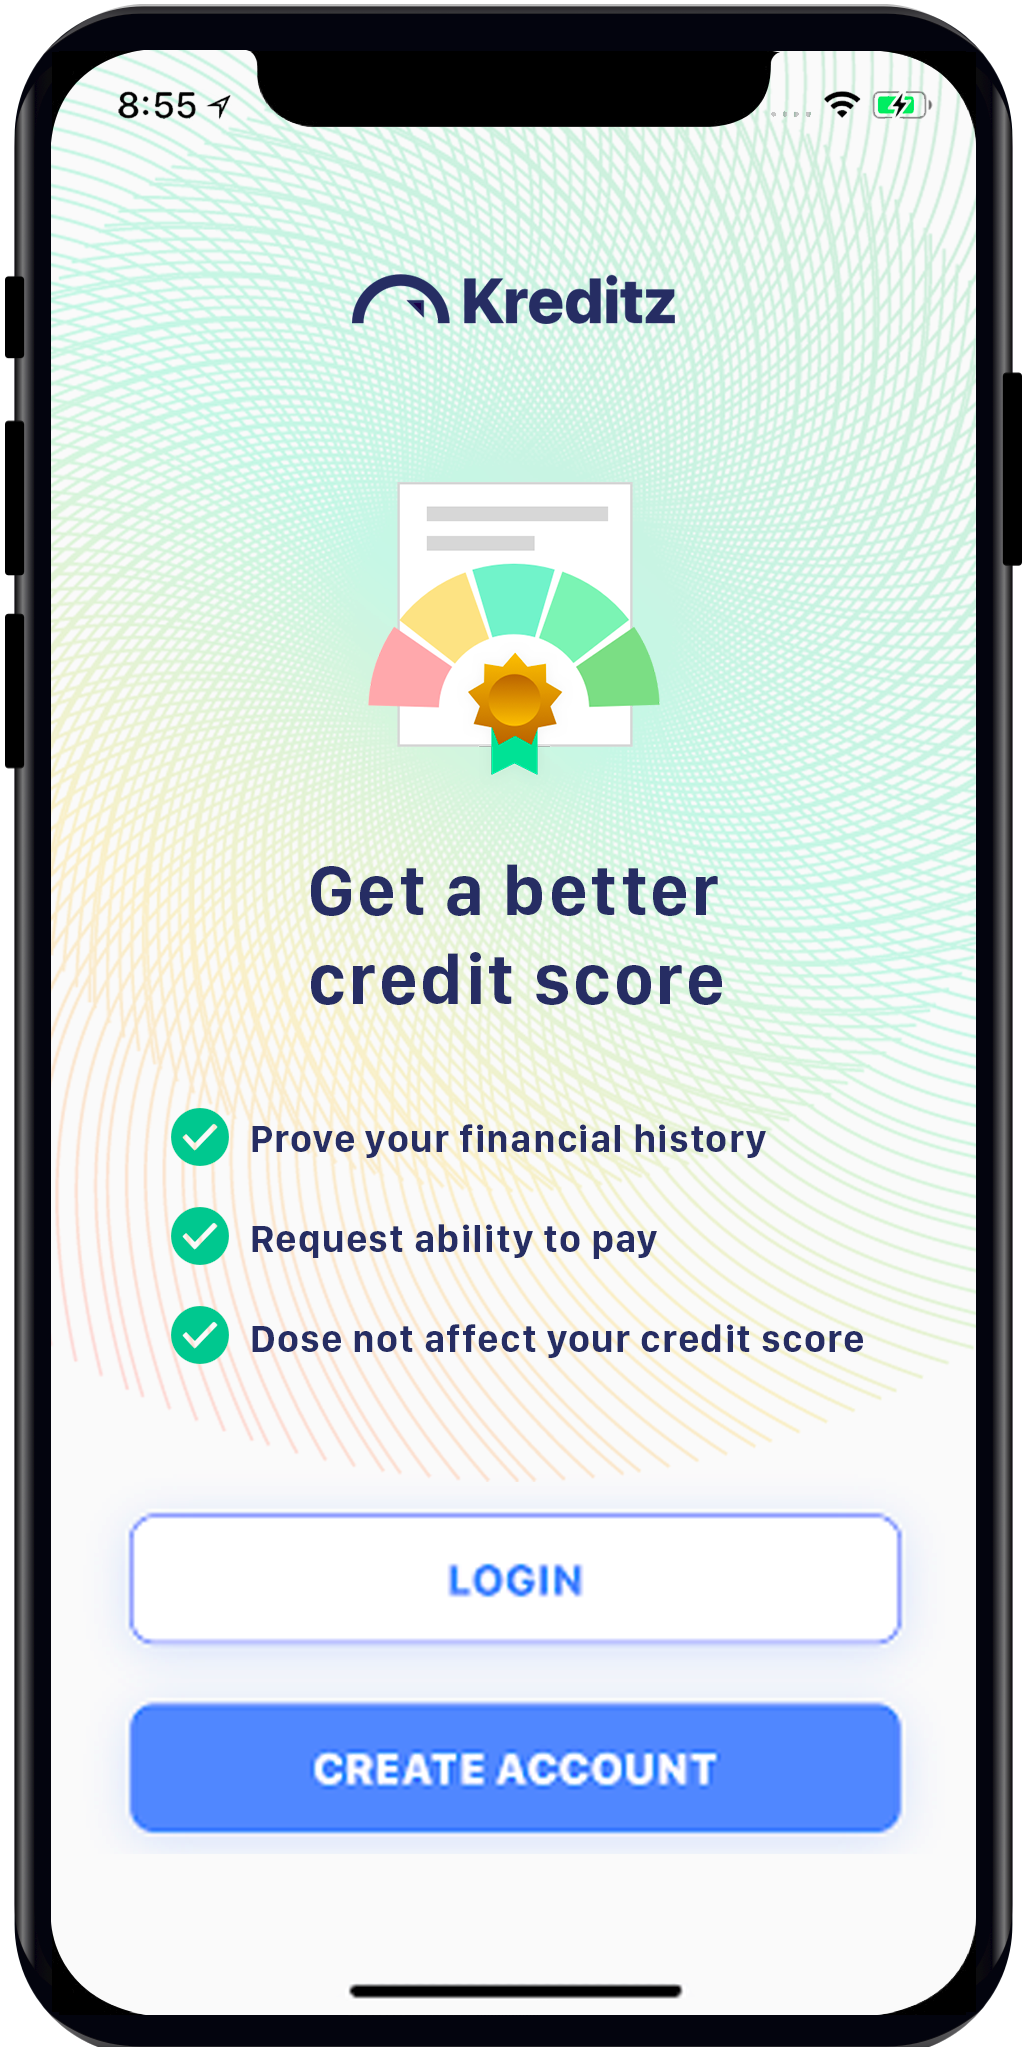 8:55
Kreditz
Get a better
credit score
Prove your financial history
Request ability to pay
Dose not affect your credit score
LOGIN
CREATE ACCOUNT